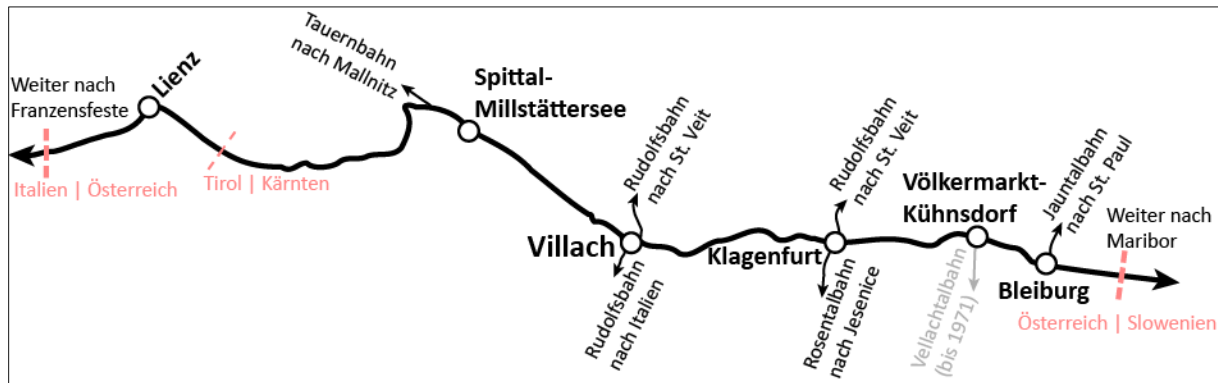 Weiter nach
Franzensfeste
Lienz
Italien | Österreich
Tirol | Kärnten
Tauernbahn
nach Mallnitz
Spittal-
Millstättersee
Rudolfsbahn
nach St. Veit
Villach
Rudolfsbahn
nach Italien
Klagenfurt
Rudolfsbahn
nach St. Veit
Rosentalbahn
nach Jesenice
Völkermarkt-
Kühnsdorf
Vellachtalbahn
(bis 1971)
Jauntalbahn
nach St. Paul
Bleiburg
Weiter nach
Maribor
Österreich | Slowenien